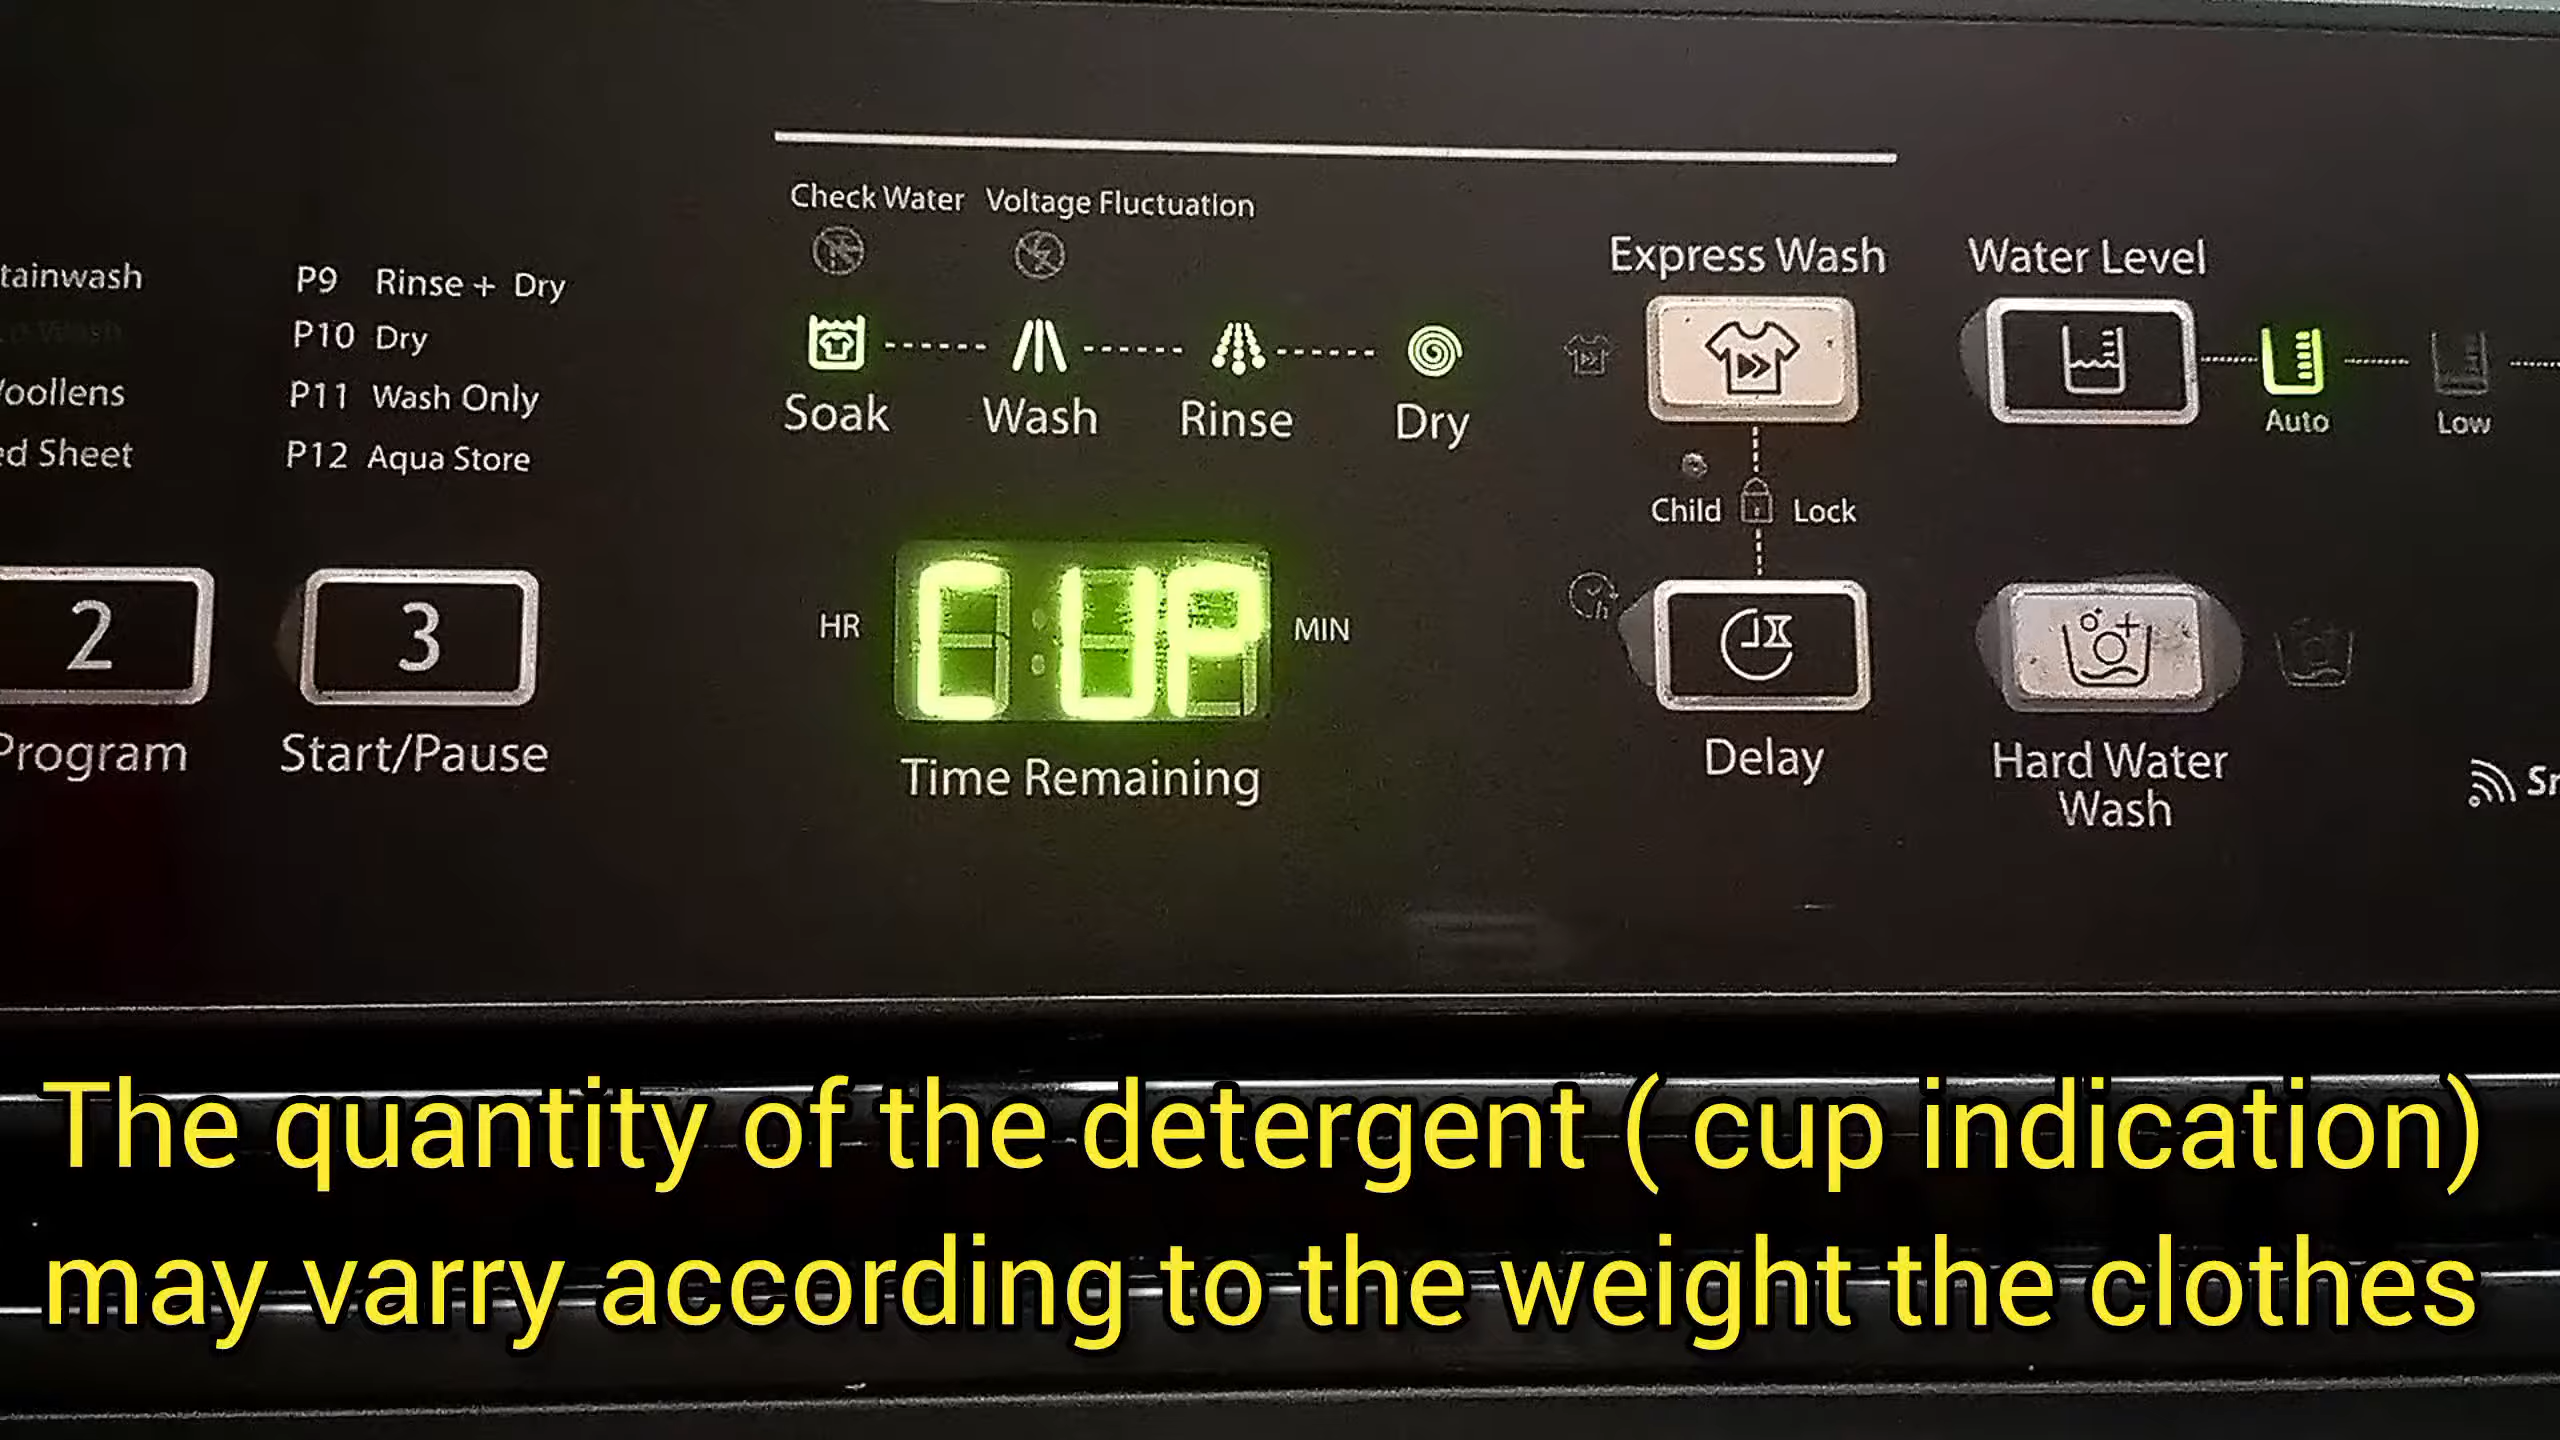 Check Water Voltage Fluctuation
tainwash P9 Rinse + Dry
Wash P10 Dry
oollens P11 Wash Only
ed Sheet P12 Aqua Store
Soak Wash Rinse Dry
Express Wash Water Level
Auto Low
Child Lock
HR CUP MIN
2 3
Program Start/Pause
Time Remaining
Delay Hard Water
Wash
The quantity of the detergent ( cup indication)
may varry according to the weight the clothes